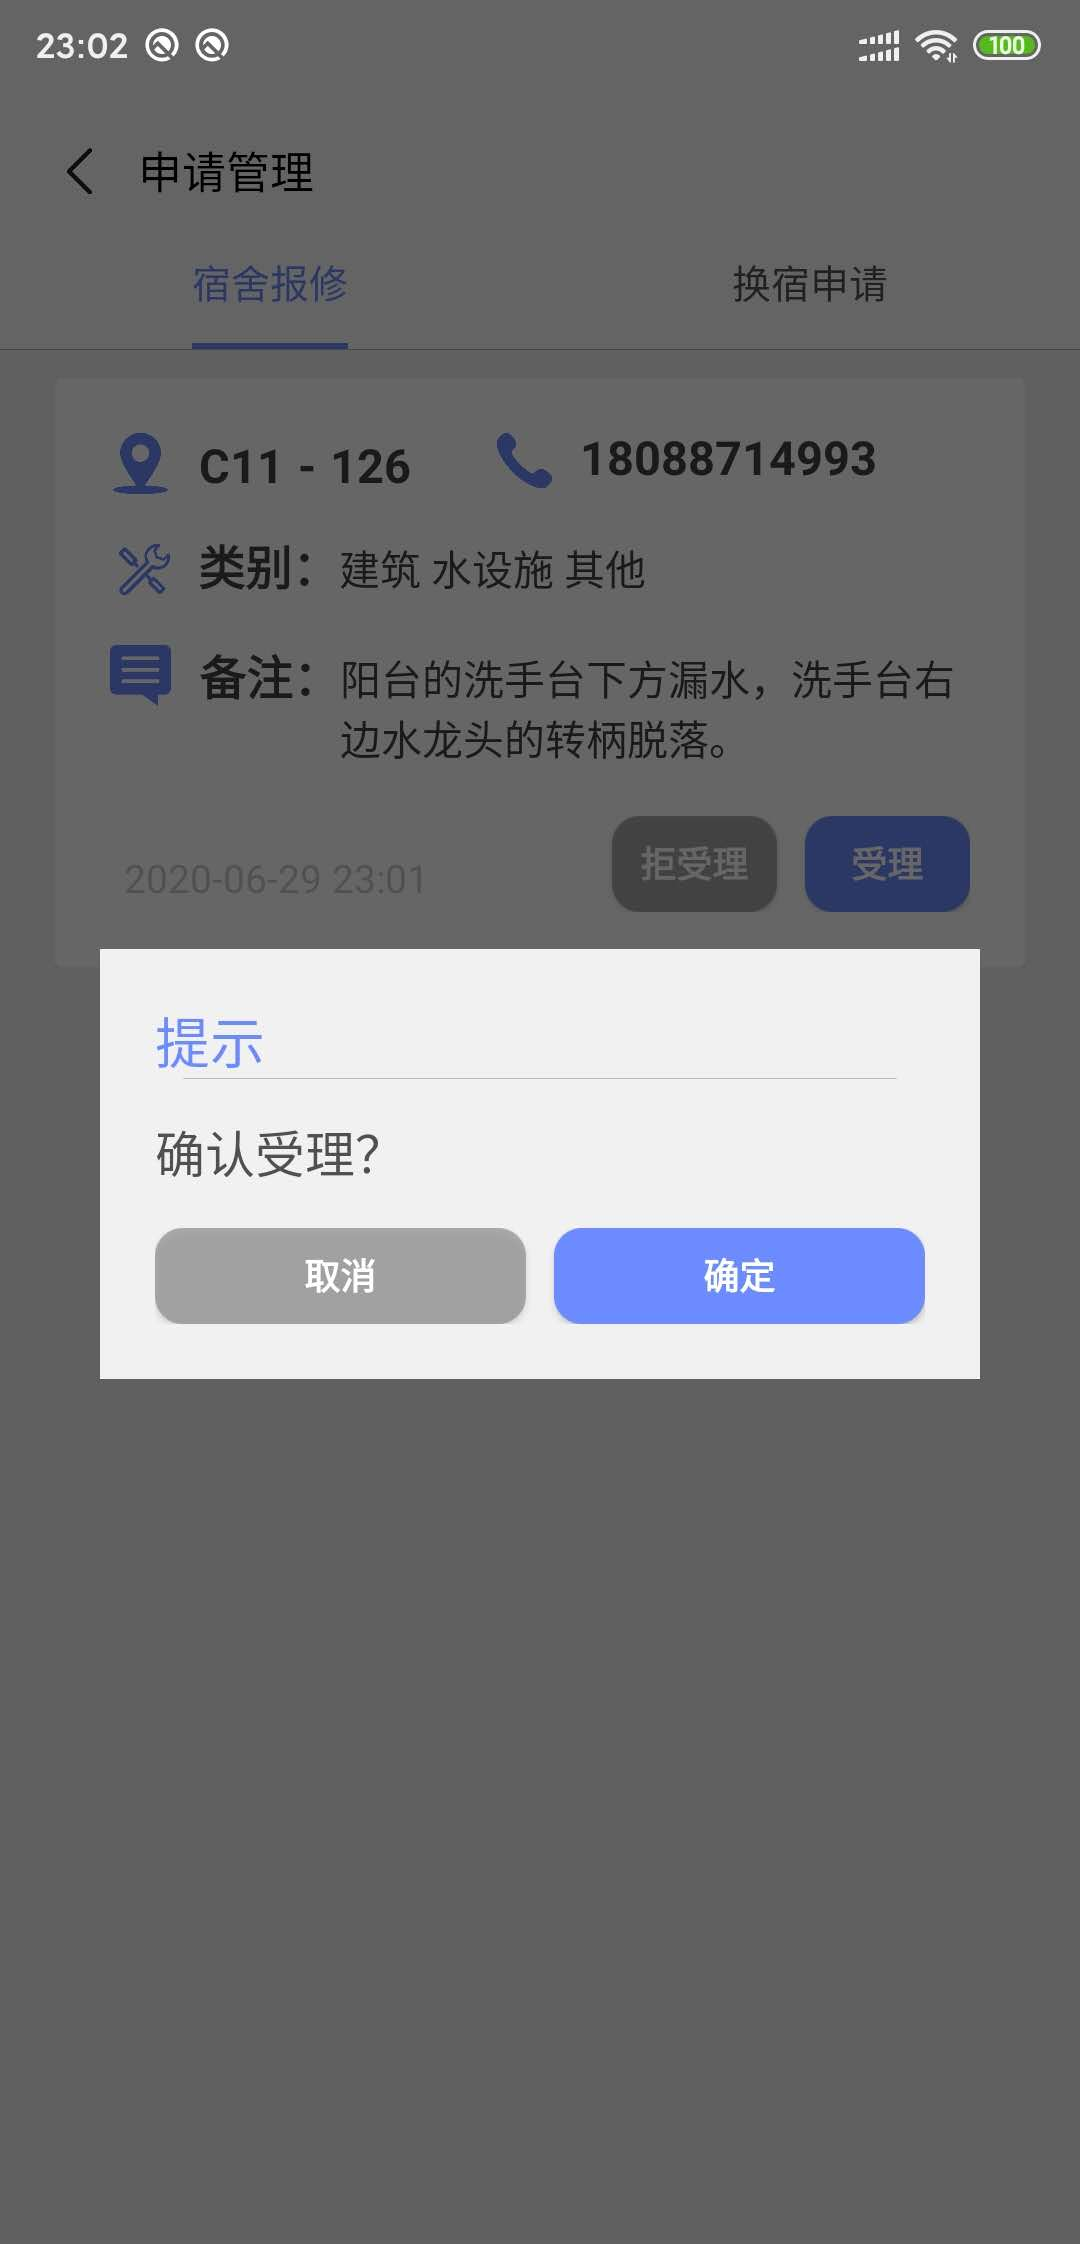 23:02
100
申请管理
宿舍报修
换宿申请
C11 - 126
18088714993
类别：建筑 水设施 其他
备注：阳台的洗手台下方漏水，洗手台右
边水龙头的转柄脱落。
2020-06-29 23:01
拒受理
受理
提示
确认受理？
取消
确定